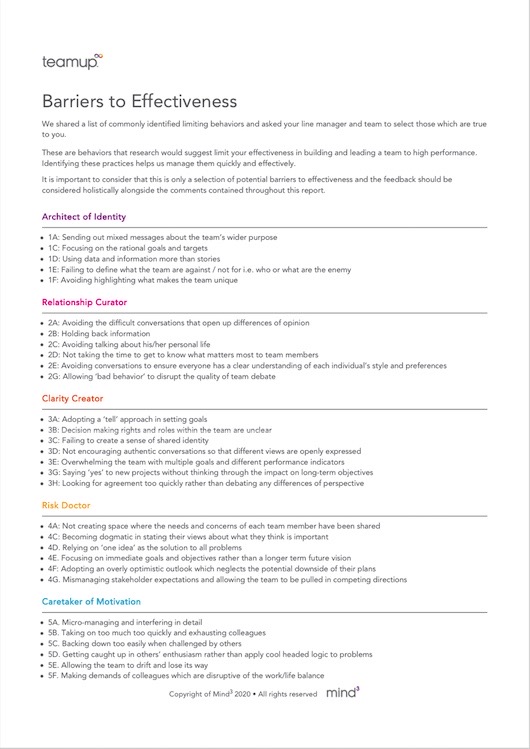 teamup.
Barriers to Effectiveness
We shared a list of commonly identified limiting behaviors and asked your line manager and team to select those which are true
to you.
These are behaviors that research would suggest limit your effectiveness in building and leading a team to high performance.
Identifying these practices helps us manage them quickly and effectively.
It is important to consider that this is only a selection of potential barriers to effectiveness and the feedback should be
considered holistically alongside the comments contained throughout this report.
Architect of Identity
• 1A: Sending out mixed messages about the team's wider purpose
• 1C: Focusing on the rational goals and targets
• 1D: Using data and information more than stories
• 1E: Failing to define what the team are against / not for i.e. who or what are the enemy
• 1F: Avoiding highlighting what makes the team unique
Relationship Curator
• 2A: Avoiding the difficult conversations that open up differences of opinion
• 2B: Holding back information
• 2C: Avoiding talking about his/her personal life
• 2D: Not taking the time to get to know what matters most to team members
• 2E: Avoiding conversations to ensure everyone has a clear understanding of each individual's style and preferences
• 2G: Allowing 'bad behavior' to disrupt the quality of team debate
Clarity Creator
• 3A: Adopting a 'tell' approach in setting goals
• 3B: Decision making rights and roles within the team are unclear
• 3C: Failing to create a sense of shared identity
• 3D: Not encouraging authentic conversations so that different views are openly expressed
• 3E: Overwhelming the team with multiple goals and different performance indicators
• 3G: Saying 'yes' to new projects without thinking through the impact on long-term objectives
• 3H: Looking for agreement too quickly rather than debating any differences of perspective
Risk Doctor
• 4A: Not creating space where the needs and concerns of each team member have been shared
• 4C: Becoming dogmatic in stating their views about what they think is important
• 4D. Relying on 'one idea' as the solution to all problems
• 4E. Focusing on immediate goals and objectives rather than a longer term future vision
• 4F: Adopting an overly optimistic outlook which neglects the potential downside of their plans
• 4G. Mismanaging stakeholder expectations and allowing the team to be pulled in competing directions
Caretaker of Motivation
• 5A. Micro-managing and interfering in detail
• 5B. Taking on too much too quickly and exhausting colleagues
• 5C. Backing down too easily when challenged by others
• 5D. Getting caught up in others' enthusiasm rather than apply cool headed logic to problems
• 5E. Allowing the team to drift and lose its way
• 5F. Making demands of colleagues which are disruptive of the work/life balance
Copyright of Mind³ 2020 • All rights reserved mind³